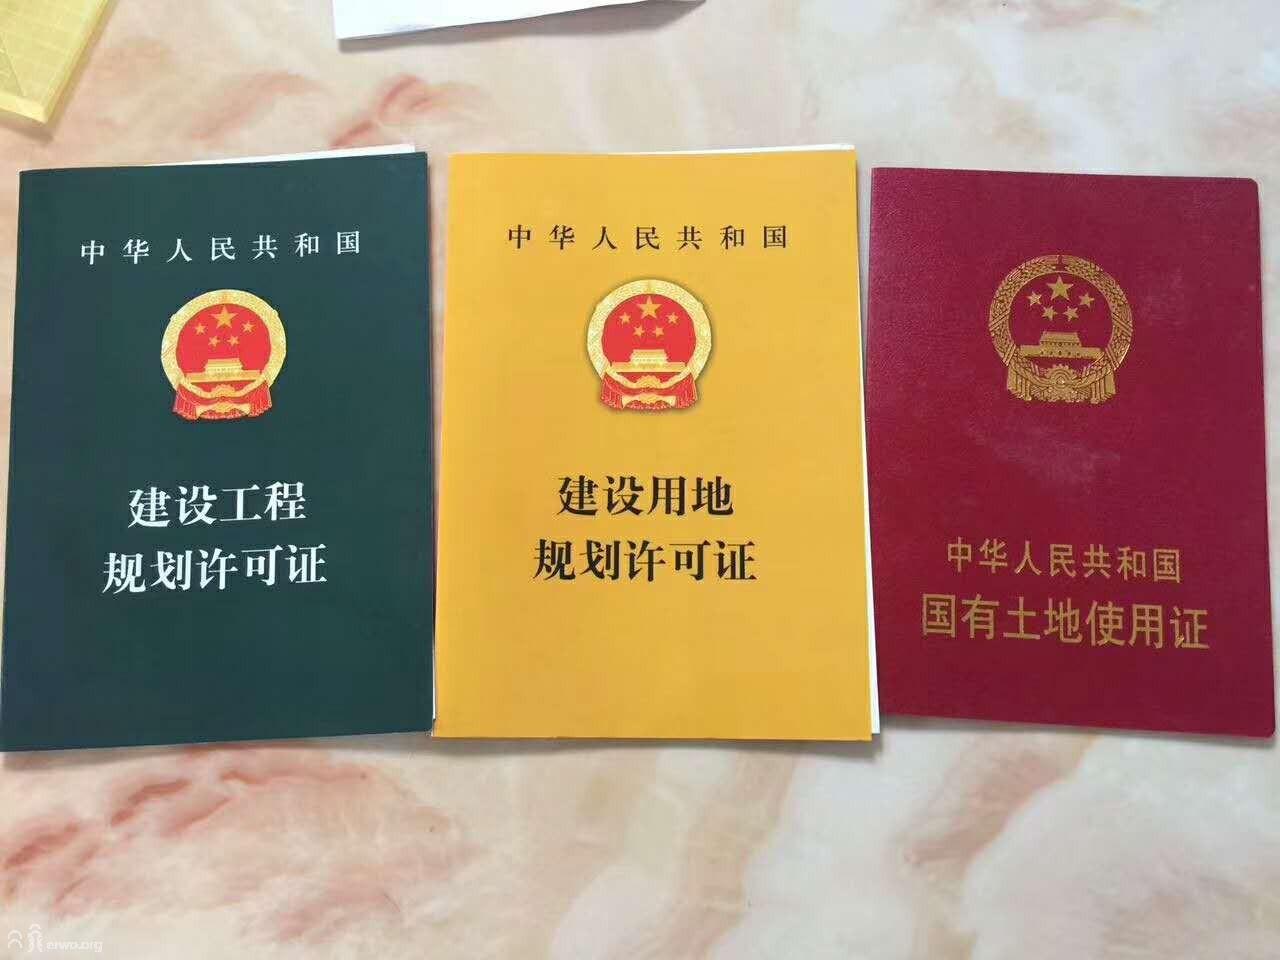 中华人民共和国
建设工程
规划许可证
中华人民共和国
建设用地
规划许可证
中华人民共和国
国有土地使用证
erwo.org